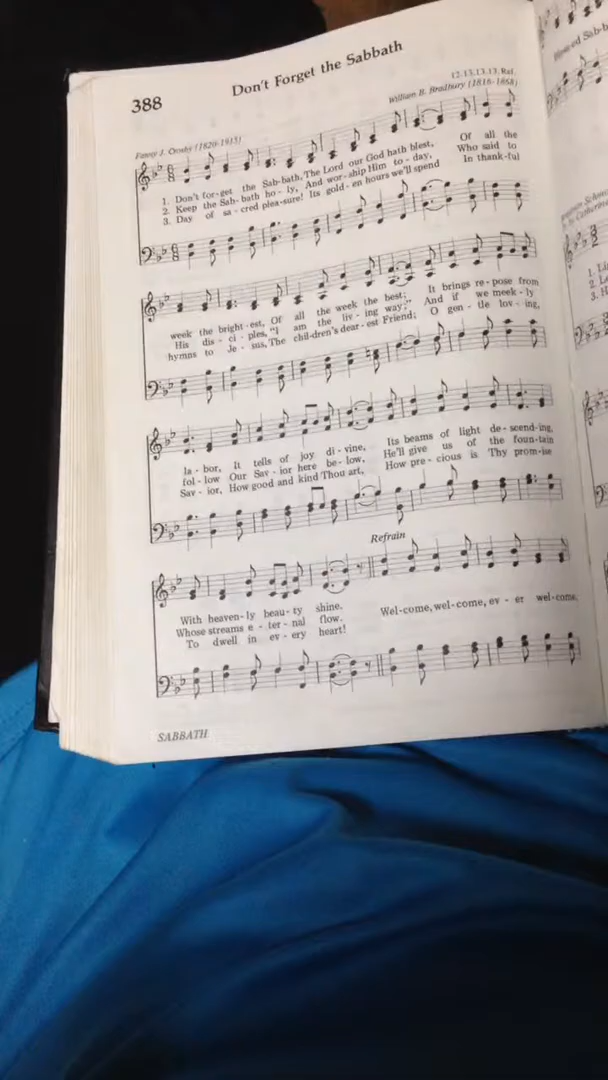 388
Don't Forget the Sabbath
12.13.13.13.Ref.
Fanny J. Crosby (1820-1915)
William B. Bradbury (1816-1868)
1. Don't for-get the Sab-bath, The Lord our God hath blest, Of all the
2. Keep the Sab-bath ho-ly, And wor-ship Him to-day, Who said to
3. Day of sa-cred plea-sure! Its gold-en hours we'll spend In thank-ful
week the bright-est, Of all the week the best; It brings re-pose from
His dis-ci-ples, "I am the liv-ing way;" And if we meek-ly
hymns to Je-sus, The chil-dren's dear-est Friend; O gen-tle lov-ing,
la-bor, It tells of joy di-vine, Its beams of light de-scend-ing,
fol-low Our Sav-ior here be-low, He'll give us of the foun-tain
Sav-ior, How good and kind Thou art, How pre-cious is Thy prom-ise
Refrain
With heaven-ly beau-ty shine. Wel-come, wel-come, ev-er wel-come,
Whose streams e-ter-nal flow.
To dwell in ev-ery heart!
SABBATH